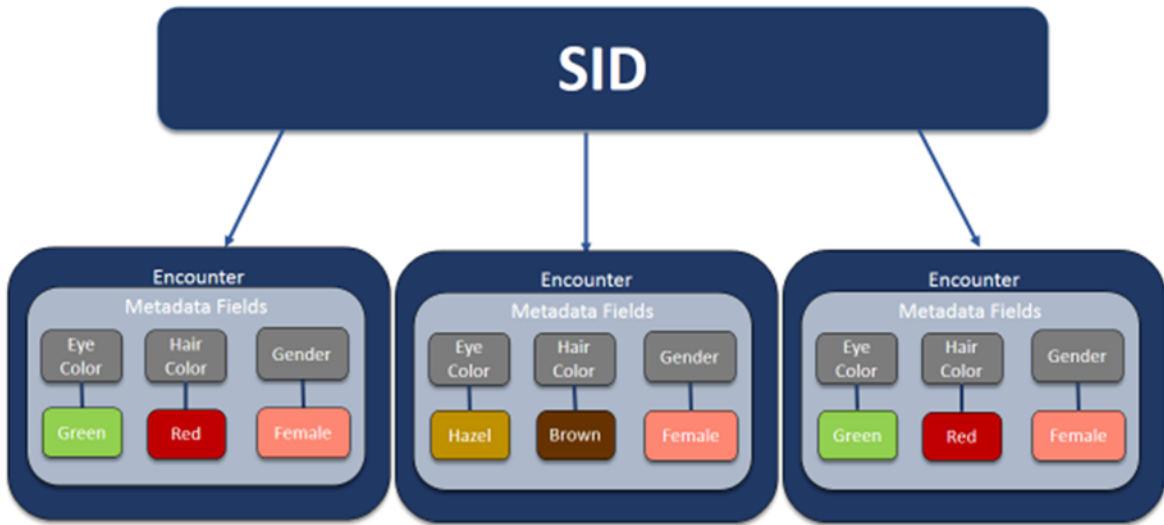 SID
Encounter
Metadata Fields
Eye
Color
Hair
Color
Gender
Green
Red
Female
Encounter
Metadata Fields
Eye
Color
Hair
Color
Gender
Hazel
Brown
Female
Encounter
Metadata Fields
Eye
Color
Hair
Color
Gender
Green
Red
Female